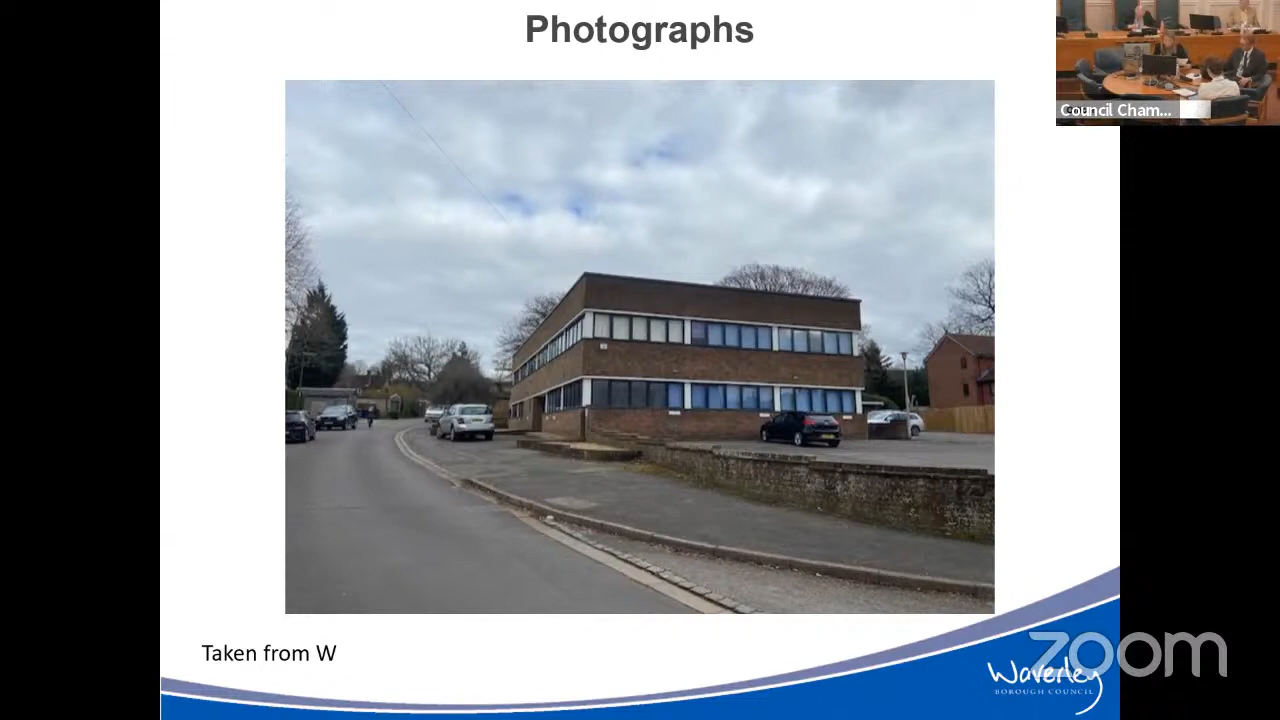 Photographs
Council Cham...
Taken from W
zoom
Waverley
BOROUGH COUNCIL